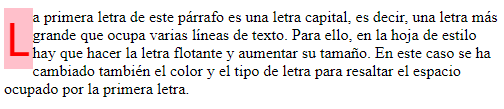 La primera letra de este párrafo es una letra capital, es decir, una letra más
grande que ocupa varias líneas de texto. Para ello, en la hoja de estilo
hay que hacer la letra flotante y aumentar su tamaño. En este caso se ha
cambiado también el color y el tipo de letra para resaltar el espacio
ocupado por la primera letra.